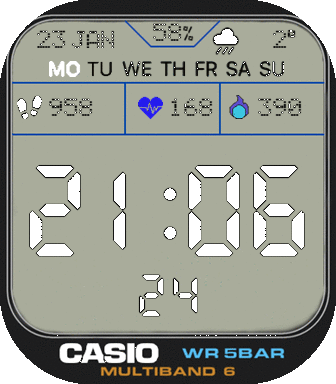 23 JAN 58% 2°
MO TU WE TH FR SA SU
958 168 390
21:06
24
CASIO WR 5BAR
MULTIBAND 6